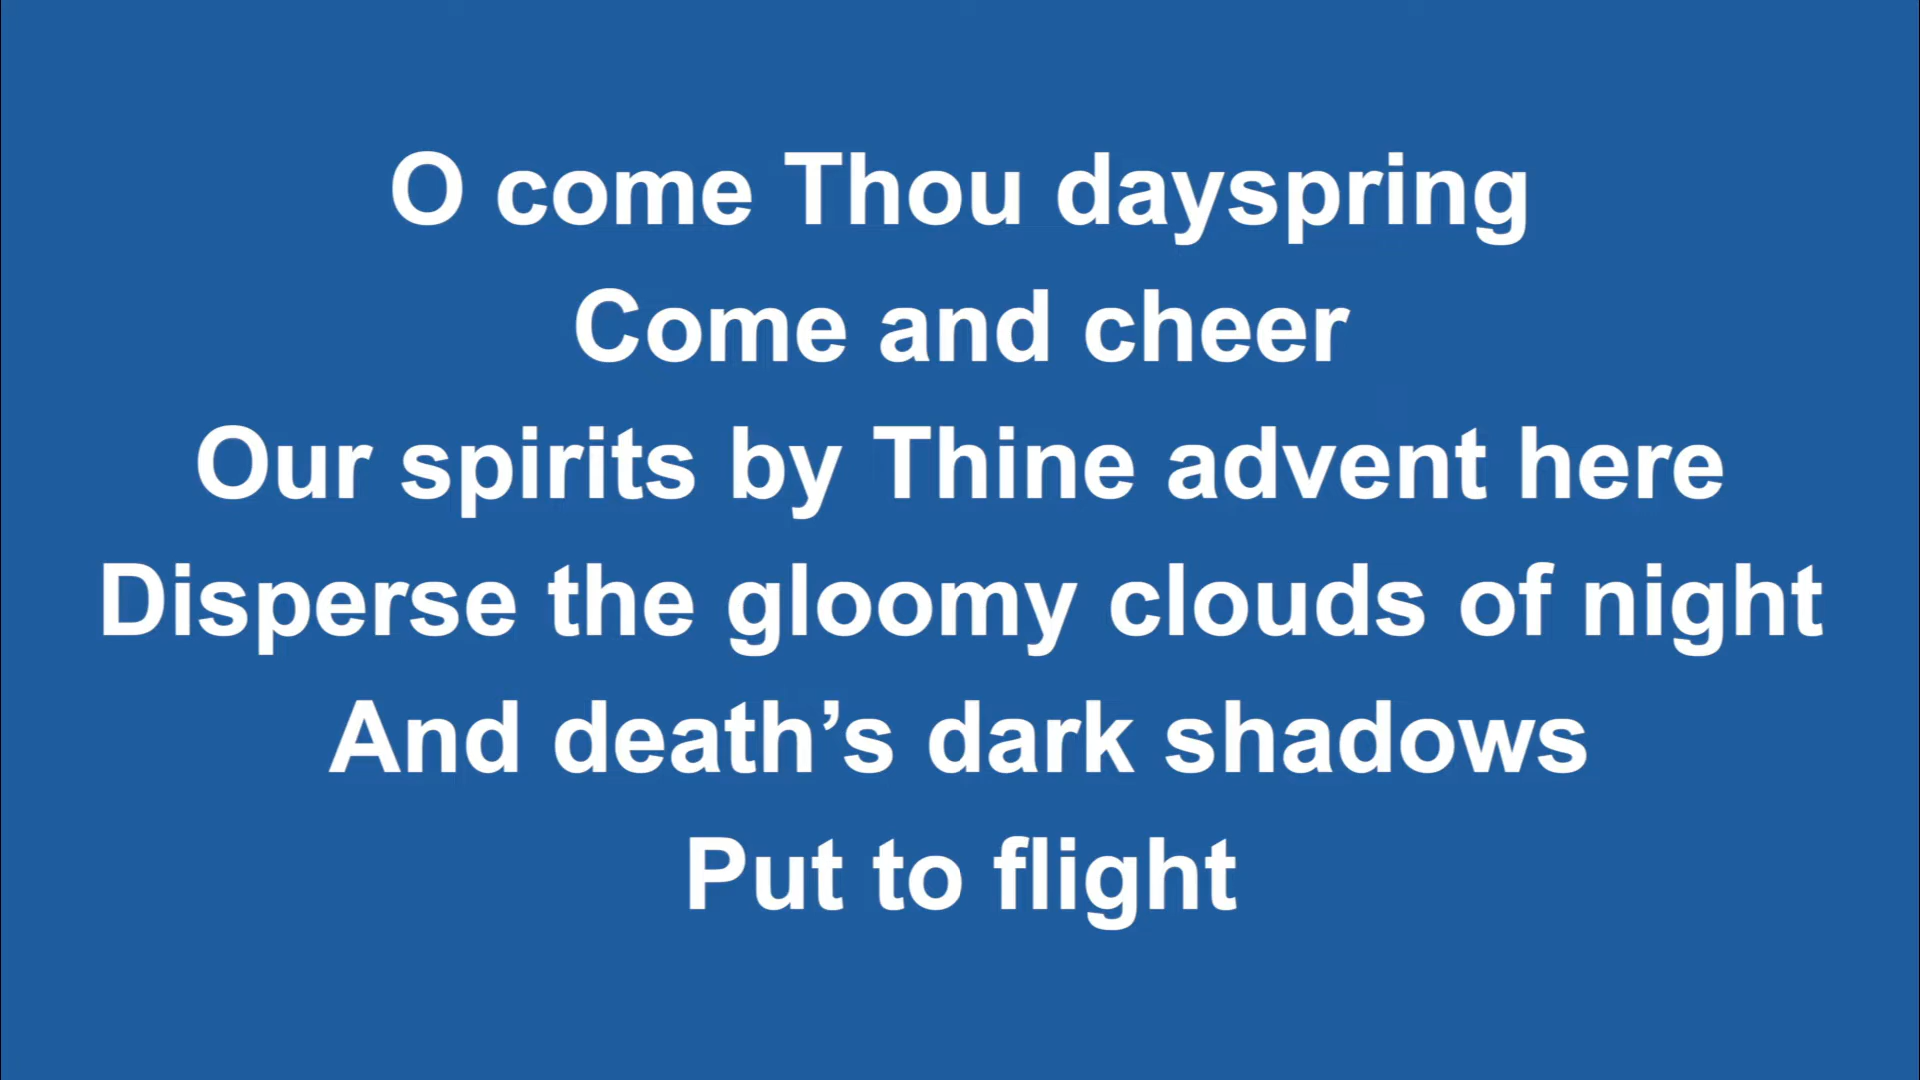 O come Thou dayspring
Come and cheer
Our spirits by Thine advent here
Disperse the gloomy clouds of night
And death’s dark shadows
Put to flight